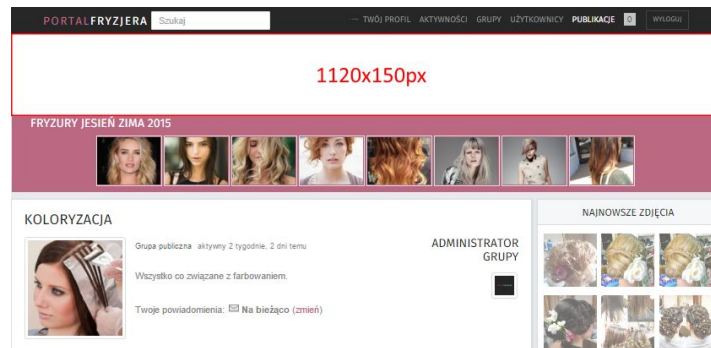 PORTALFRYZJERA Szukaj TWÓJ PROFIL AKTYWNOŚCI GRUPY UŻYTKOWNICY PUBLIKACJE 0 WYLOGUJ
1120x150px
FRYZURY JESIEŃ ZIMA 2015
KOLORYZACJA
Grupa publiczna aktywny 2 tygodnie, 2 dni temu
Wszystko co związane z farbowaniem.
Twoje powiadomienia: Na bieżąco (zmień)
ADMINISTRATOR
GRUPY
NAJNOWSZE ZDJĘCIA